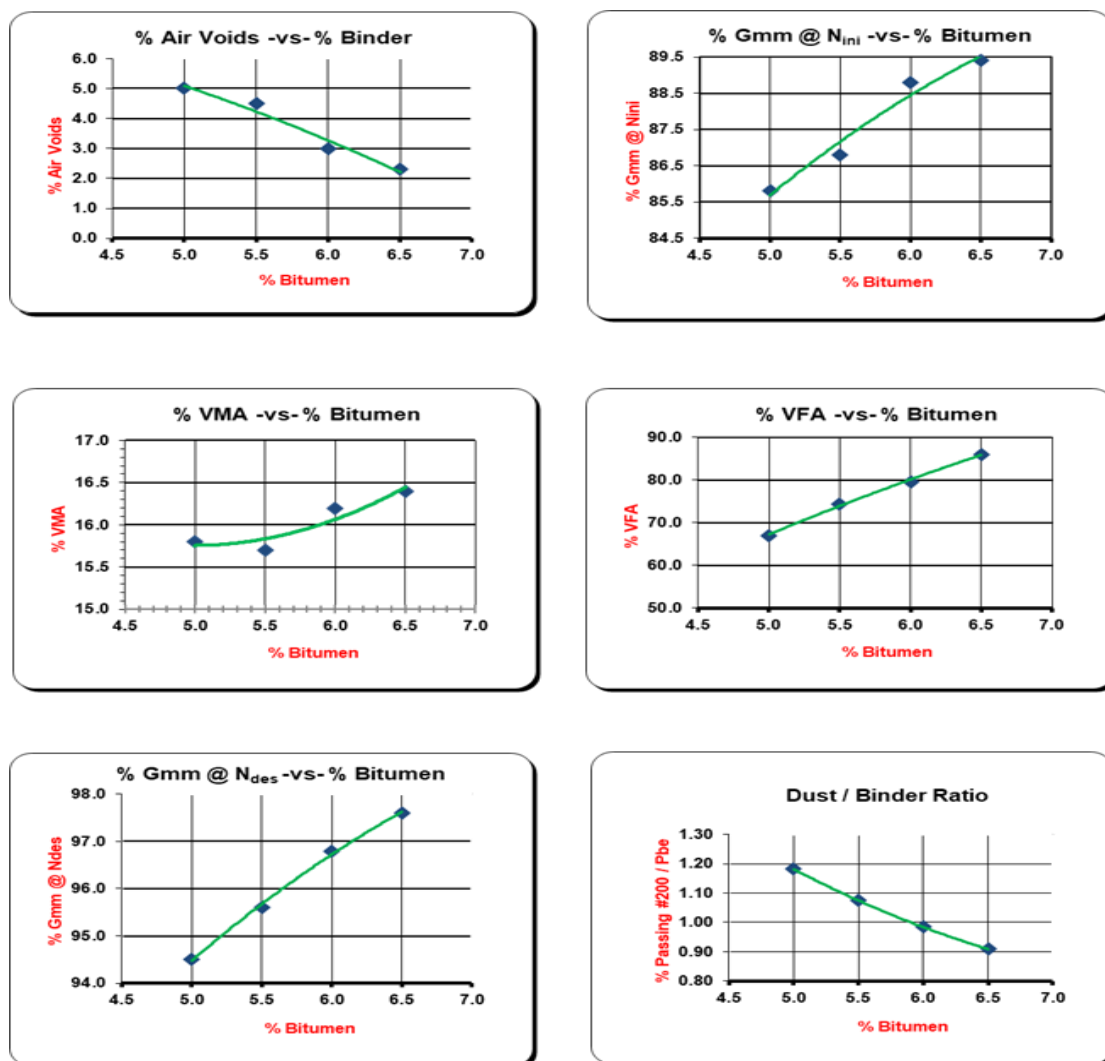 % Air Voids -vs- % Binder
% Air Voids
6.0
5.0
4.0
3.0
2.0
1.0
0.0
4.5 5.0 5.5 6.0 6.5 7.0
% Bitumen
% Gmm @ Nini -vs- % Bitumen
% Gmm @ Nini
89.5
88.5
87.5
86.5
85.5
84.5
4.5 5.0 5.5 6.0 6.5 7.0
% Bitumen
% VMA -vs- % Bitumen
% VMA
17.0
16.5
16.0
15.5
15.0
4.5 5.0 5.5 6.0 6.5 7.0
% Bitumen
% VFA -vs- % Bitumen
% VFA
90.0
80.0
70.0
60.0
50.0
4.5 5.0 5.5 6.0 6.5 7.0
% Bitumen
% Gmm @ Ndes -vs- % Bitumen
% Gmm @ Ndes
98.0
97.0
96.0
95.0
94.0
4.5 5.0 5.5 6.0 6.5 7.0
% Bitumen
Dust / Binder Ratio
% Passing #200 / Pbe
1.30
1.20
1.10
1.00
0.90
0.80
4.5 5.0 5.5 6.0 6.5 7.0
% Bitumen